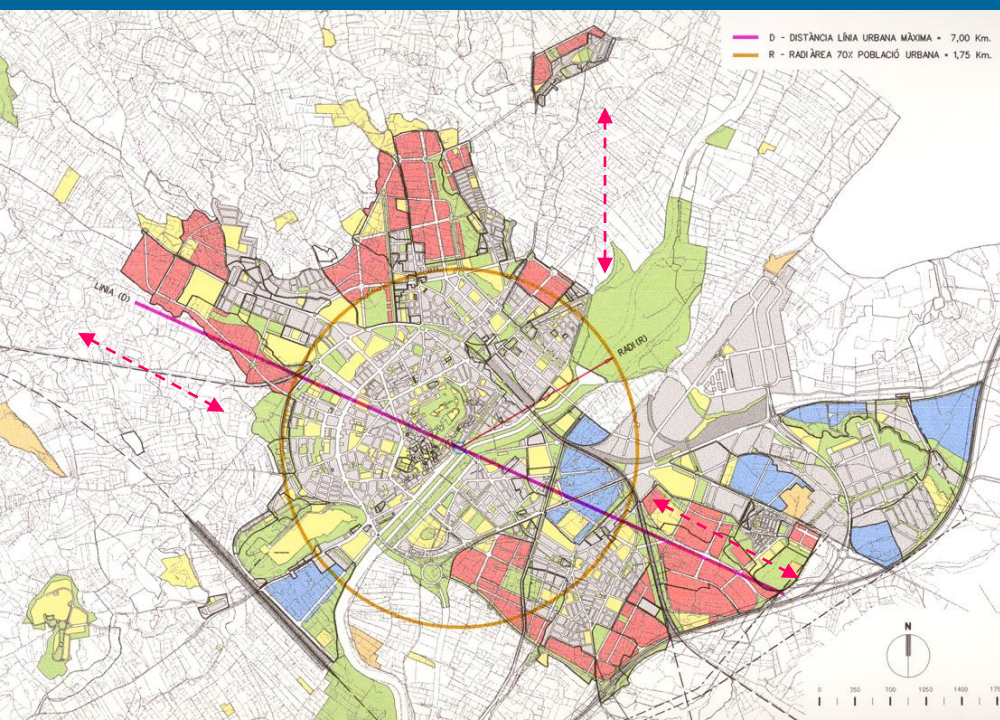 D - DISTÀNCIA LÍNIA URBANA MÀXIMA = 7,00 Km.
R - RADI ÀREA 70% POBLACIÓ URBANA = 1,75 Km.
LÍNIA (D)
RADI (R)
N
0 350 700 1050 1400